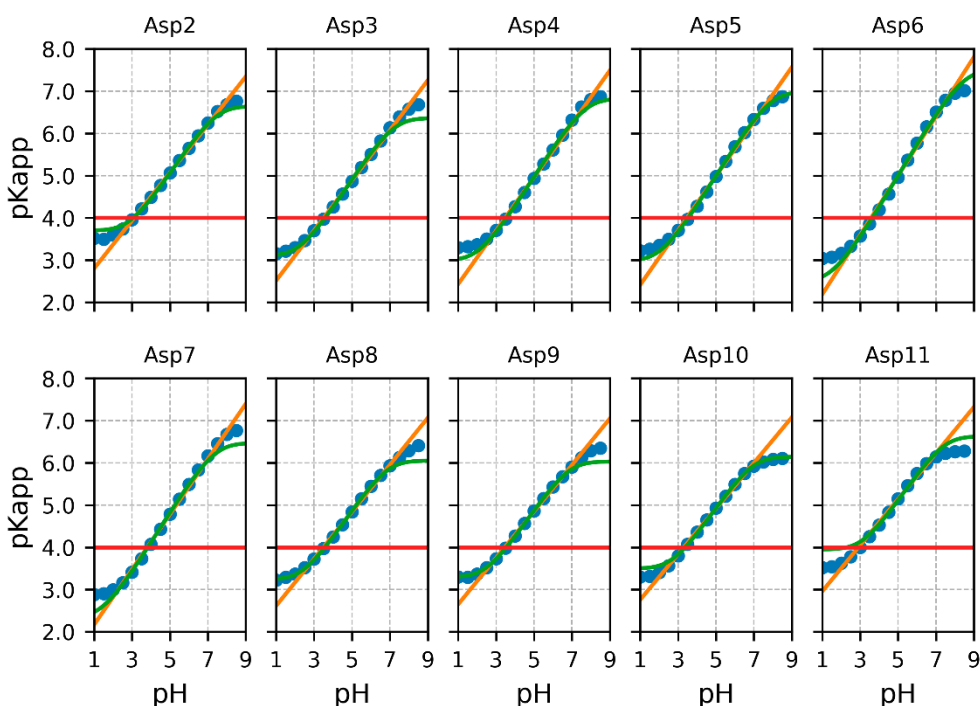 Asp2 Asp3 Asp4 Asp5 Asp6
8.0
7.0
6.0
5.0
4.0
3.0
2.0
pKapp
Asp7 Asp8 Asp9 Asp10 Asp11
8.0
7.0
6.0
5.0
4.0
3.0
2.0
pKapp
1 3 5 7 9 1 3 5 7 9 1 3 5 7 9 1 3 5 7 9 1 3 5 7 9
pH pH pH pH pH